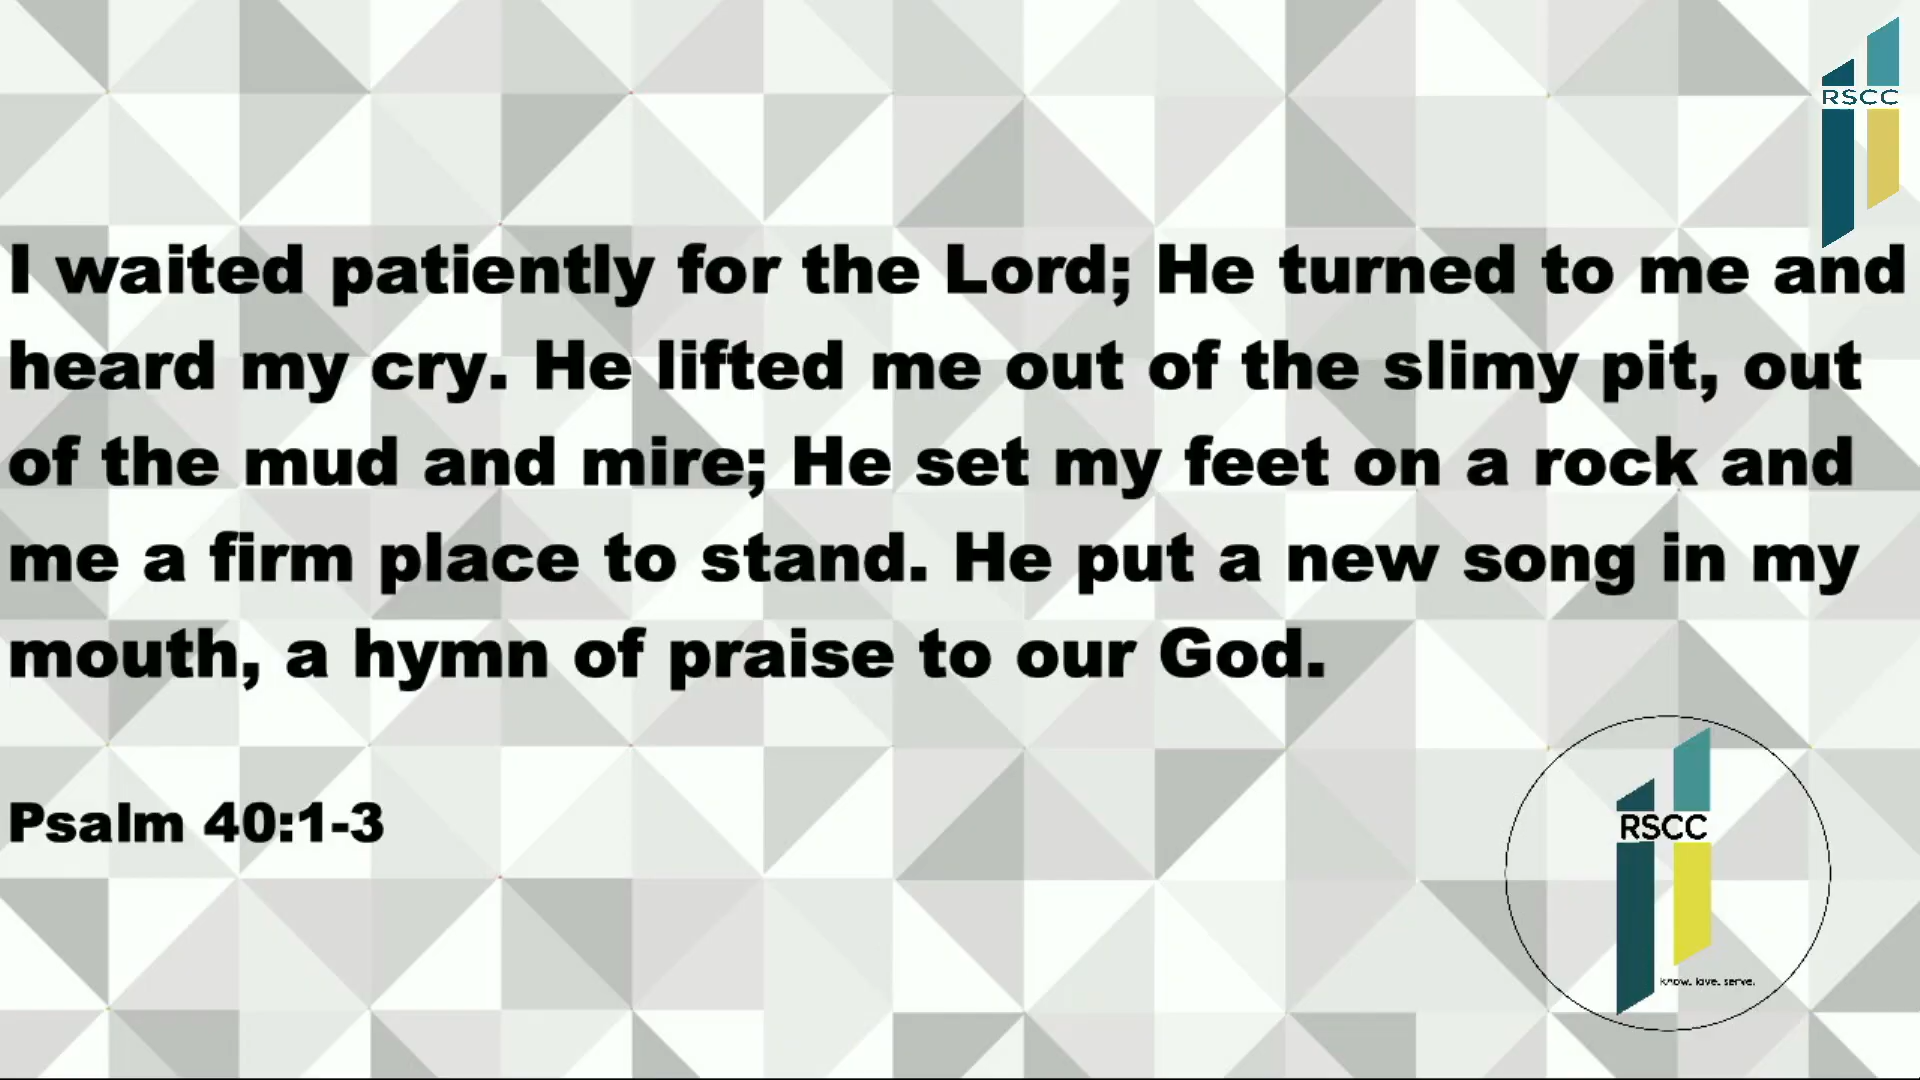 RSCC
I waited patiently for the Lord; He turned to me and
heard my cry. He lifted me out of the slimy pit, out
of the mud and mire; He set my feet on a rock and
me a firm place to stand. He put a new song in my
mouth, a hymn of praise to our God.
Psalm 40:1-3
RSCC
know. love. serve.